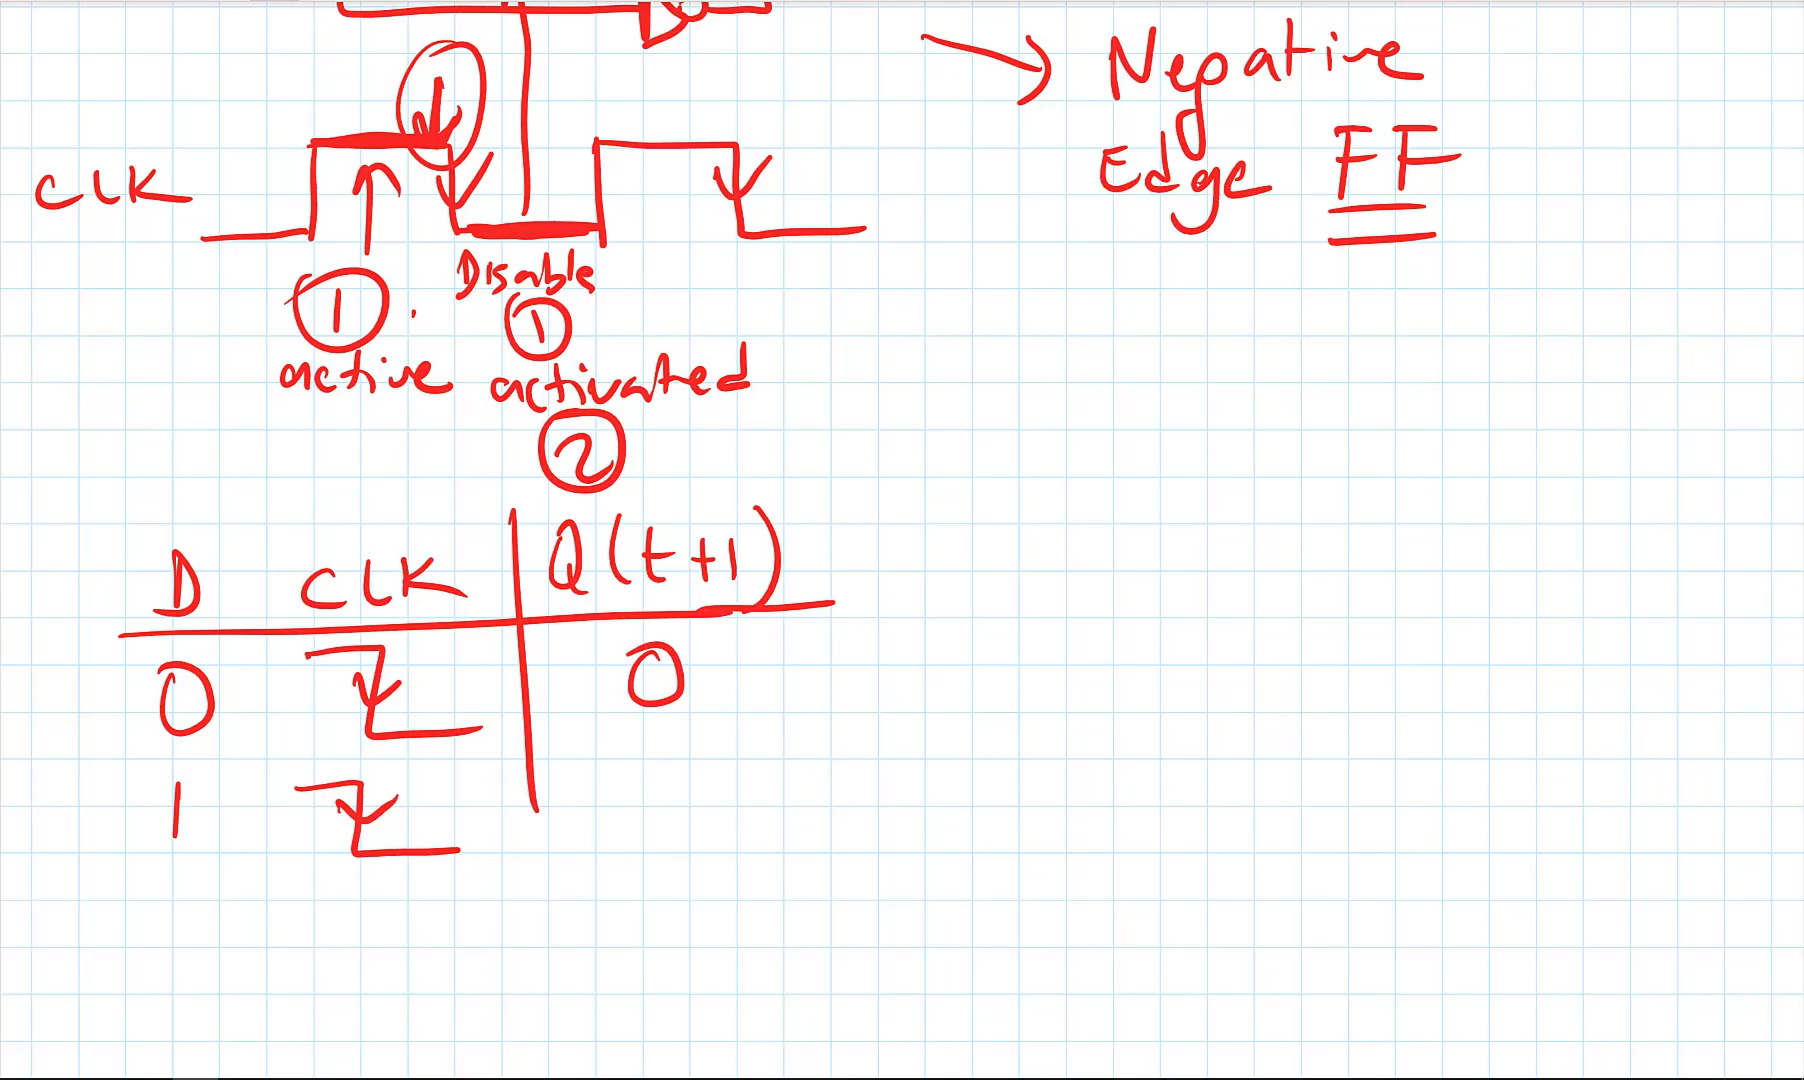 Negative
Edge FF
CLK
1 Disable
1
active activated
2
D CLK Q(t+1)
0 0
1